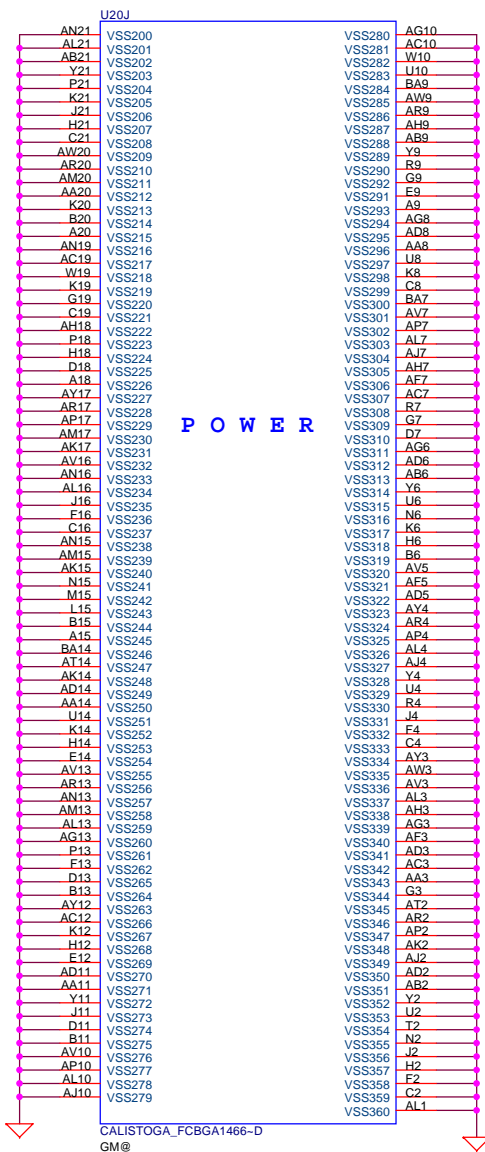 U20J
AN21 VSS200
AL21 VSS201
AB21 VSS202
Y21 VSS203
P21 VSS204
K21 VSS205
J21 VSS206
H21 VSS207
C21 VSS208
AW20 VSS209
AR20 VSS210
AM20 VSS211
AA20 VSS212
K20 VSS213
B20 VSS214
A20 VSS215
AN19 VSS216
AC19 VSS217
W19 VSS218
K19 VSS219
G19 VSS220
C19 VSS221
AH18 VSS222
P18 VSS223
H18 VSS224
D18 VSS225
A18 VSS226
AY17 VSS227
AR17 VSS228
AP17 VSS229
AM17 VSS230
AK17 VSS231
AV16 VSS232
AN16 VSS233
AL16 VSS234
J16 VSS235
F16 VSS236
C16 VSS237
AN15 VSS238
AM15 VSS239
AK15 VSS240
N15 VSS241
M15 VSS242
L15 VSS243
B15 VSS244
A15 VSS245
BA14 VSS246
AT14 VSS247
AK14 VSS248
AD14 VSS249
AA14 VSS250
U14 VSS251
K14 VSS252
H14 VSS253
E14 VSS254
AV13 VSS255
AR13 VSS256
AN13 VSS257
AM13 VSS258
AL13 VSS259
AG13 VSS260
P13 VSS261
F13 VSS262
D13 VSS265
B13 VSS264
AY12 VSS263
AC12 VSS266
K12 VSS267
H12 VSS268
E12 VSS269
AD11 VSS270
AA11 VSS271
Y11 VSS272
J11 VSS273
D11 VSS274
B11 VSS275
AV10 VSS276
AP10 VSS277
AL10 VSS278
AJ10 VSS279
P O W E R
VSS280 AG10
VSS281 AC10
VSS282 W10
VSS283 U10
VSS284 BA9
VSS285 AW9
VSS286 AR9
VSS287 AH9
VSS288 AB9
VSS289 Y9
VSS290 R9
VSS292 G9
VSS291 E9
VSS293 A9
VSS294 AG8
VSS295 AD8
VSS296 AA8
VSS297 U8
VSS298 K8
VSS299 C8
VSS300 BA7
VSS301 AV7
VSS302 AP7
VSS303 AL7
VSS304 AJ7
VSS305 AH7
VSS306 AF7
VSS307 AC7
VSS308 R7
VSS309 G7
VSS310 D7
VSS311 AG6
VSS312 AD6
VSS313 AB6
VSS314 Y6
VSS315 U6
VSS316 N6
VSS317 K6
VSS318 H6
VSS319 B6
VSS320 AV5
VSS321 AF5
VSS322 AD5
VSS323 AY4
VSS324 AR4
VSS325 AP4
VSS326 AL4
VSS327 AJ4
VSS328 Y4
VSS329 U4
VSS330 R4
VSS331 J4
VSS332 F4
VSS333 C4
VSS334 AY3
VSS335 AW3
VSS336 AV3
VSS337 AL3
VSS338 AH3
VSS339 AG3
VSS340 AF3
VSS341 AD3
VSS342 AC3
VSS343 AA3
VSS344 G3
VSS345 AT2
VSS346 AR2
VSS347 AP2
VSS348 AK2
VSS349 AJ2
VSS350 AD2
VSS351 AB2
VSS352 Y2
VSS353 U2
VSS354 T2
VSS355 N2
VSS356 J2
VSS357 H2
VSS358 F2
VSS359 C2
VSS360 AL1
CALISTOGA_FCBGA1466~D
GM@